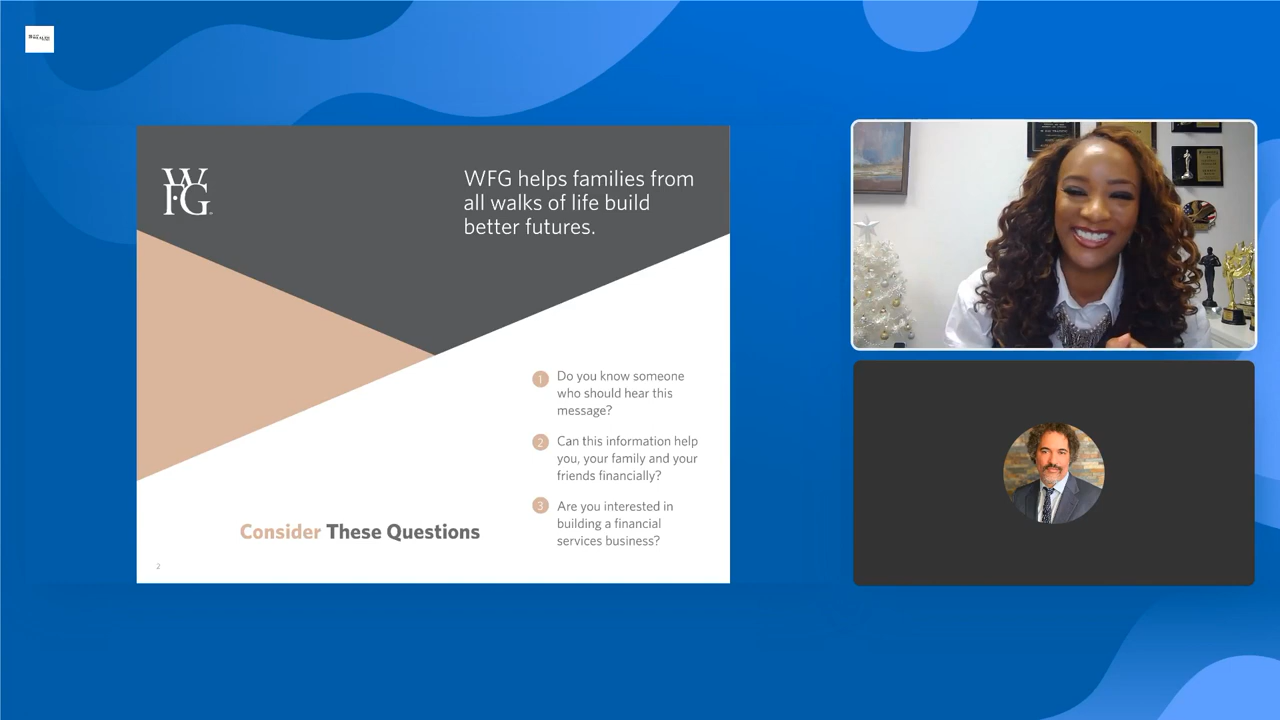 WEALTH
WFG
WFG helps families from
all walks of life build
better futures.
1 Do you know someone
who should hear this
message?
2 Can this information help
you, your family and your
friends financially?
3 Are you interested in
building a financial
services business?
Consider These Questions
2